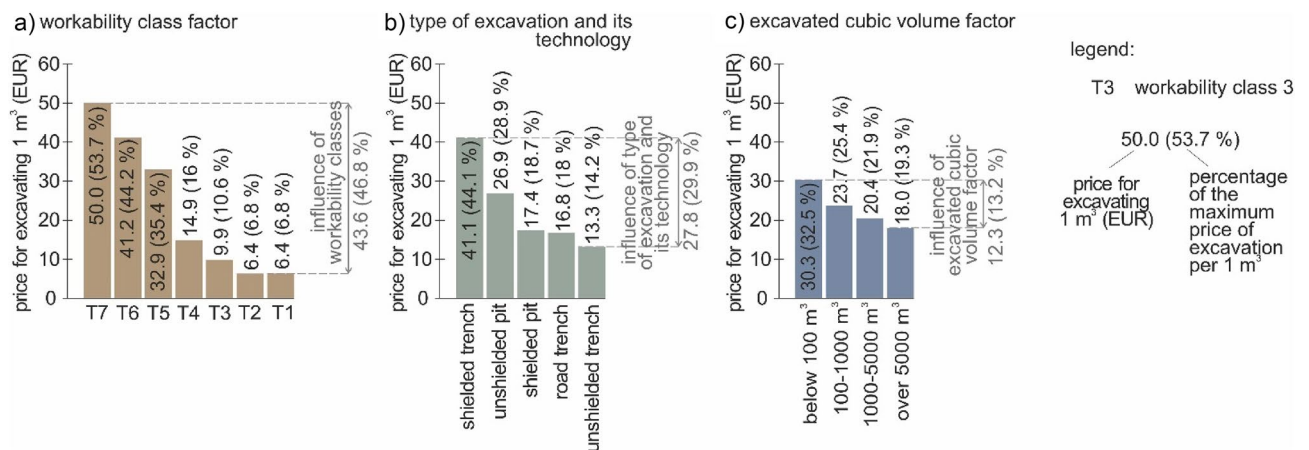 a) workability class factor
price for excavating 1 m³ (EUR)
60
50
40
30
20
10
0
50.0 (53.7 %)
41.2 (44.2 %)
32.9 (35.4 %)
14.9 (16 %)
9.9 (10.6 %)
6.4 (6.8 %)
6.4 (6.8 %)
influence of
workability classes
43.6 (46.8 %)
T7 T6 T5 T4 T3 T2 T1
b) type of excavation and its
technology
price for excavating 1 m³ (EUR)
60
50
40
30
20
10
0
41.1 (44.1 %)
26.9 (28.9 %)
17.4 (18.7 %)
16.8 (18 %)
13.3 (14.2 %)
influence of type
of excavation and
its technology
27.8 (29.9 %)
shielded trench
unshielded pit
shielded pit
road trench
unshielded trench
c) excavated cubic volume factor
price for excavating 1 m³ (EUR)
60
50
40
30
20
10
0
30.3 (32.5 %)
23.7 (25.4 %)
20.4 (21.9 %)
18.0 (19.3 %)
influence of
excavated cubic
volume factor
12.3 (13.2 %)
below 100 m³
100-1000 m³
1000-5000 m³
over 5000 m³
legend:
T3 workability class 3
50.0 (53.7 %)
price for
excavating
1 m³ (EUR)
percentage
of the
maximum
price of
excavation
per 1 m³